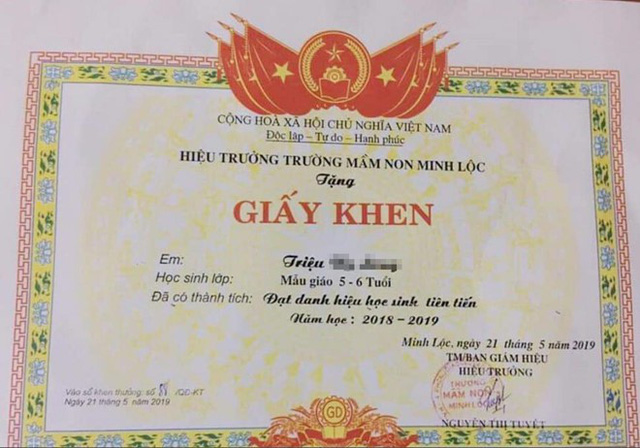 CỘNG HOÀ XÃ HỘI CHỦ NGHĨA VIỆT NAM
Độc lập – Tự do – Hạnh phúc
HIỆU TRƯỞNG TRƯỜNG MẦM NON MINH LỘC
Tặng
GIẤY KHEN
Em: Triệu
Học sinh lớp: Mẫu giáo 5 - 6 Tuổi
Đã có thành tích: Đạt danh hiệu học sinh tiên tiến
Năm học: 2018 – 2019
Minh Lộc, ngày 21 tháng 5 năm 2019
TM/BAN GIÁM HIỆU
HIỆU TRƯỞNG
TRƯỜNG
MẦM NON
MINH LỘC
Vào sổ khen thưởng: số /QD-KT
Ngày 21 tháng 5 năm 2019
GD
NGUYỄN THỊ TUYẾT